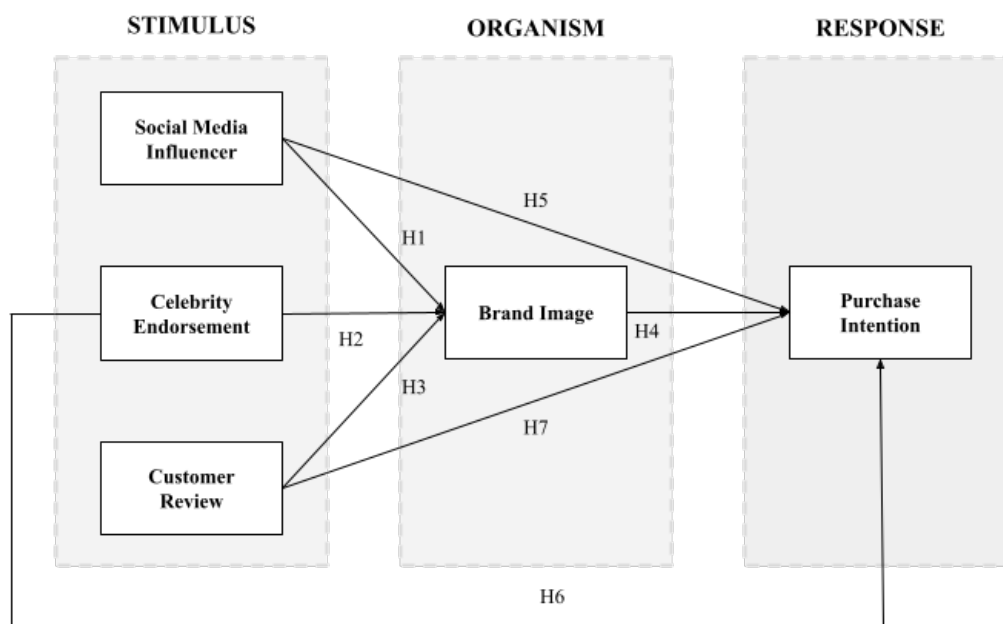 STIMULUS
ORGANISM
RESPONSE
Social Media
Influencer
H5
H1
Celebrity
Endorsement
Brand Image
Purchase
Intention
H2
H4
H3
H7
Customer
Review
H6